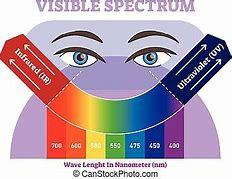 VISIBLE SPECTRUM
Infrared (IR)
Ultraviolet (UV)
700 600 580 550 475 450 400
Wave Lenght In Nanometer (nm)
© CanStockPhoto.com